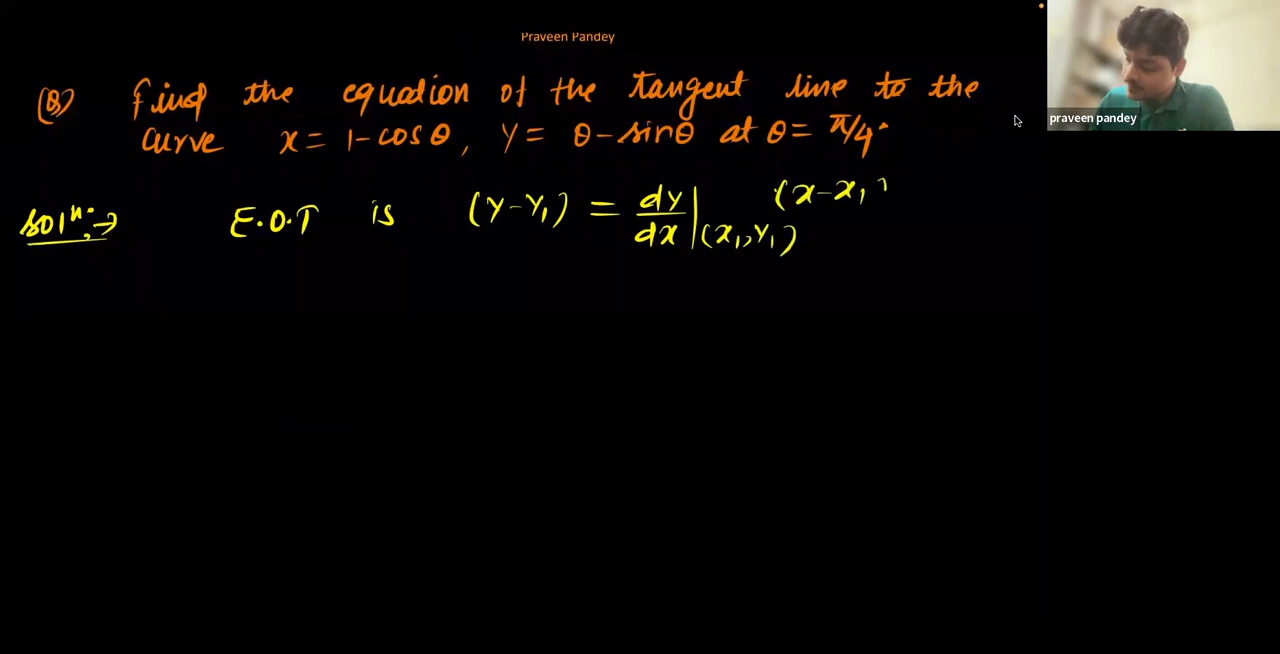 Praveen Pandey
(Q) Find the equation of the tangent line to the
curve x = 1-cosθ, y = θ-sinθ at θ = π/4.
praveen pandey
Solⁿ:→ E.O.T is (y-y₁) = dy/dx|(x₁,y₁) (x-x₁)